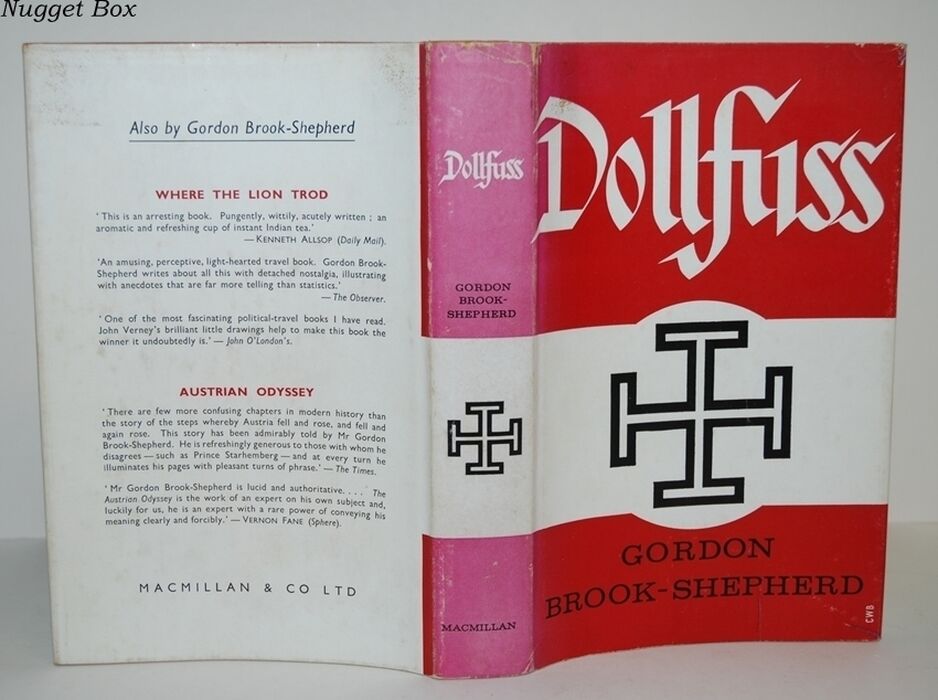 Nugget Box
Also by Gordon Brook-Shepherd
WHERE THE LION TROD
'This is an arresting book. Pungently, wittily, acutely written ; an
aromatic and refreshing cup of instant Indian tea.'
— KENNETH ALLSOP (Daily Mail).
'An amusing, perceptive, light-hearted travel book. Gordon Brook-
Shepherd writes about all this with detached nostalgia, illustrating
with anecdotes that are far more telling than statistics.'
— The Observer.
'One of the most fascinating political-travel books I have read.
John Verney's brilliant little drawings help to make this book the
winner it undoubtedly is.' — John O'London's.
AUSTRIAN ODYSSEY
'There are few more confusing chapters in modern history than
the story of the steps whereby Austria fell and rose, and fell and
again rose. This story has been admirably told by Mr Gordon
Brook-Shepherd. He is refreshingly generous to those with whom he
disagrees — such as Prince Starhemberg — and at every turn he
illuminates his pages with pleasant turns of phrase.' — The Times.
'Mr Gordon Brook-Shepherd is lucid and authoritative. . . . The
Austrian Odyssey is the work of an expert on his own subject and,
luckily for us, he is an expert with a rare power of conveying his
meaning clearly and forcibly.' — VERNON FANE (Sphere).
MACMILLAN & CO LTD
Dollfuss
GORDON
BROOK-
SHEPHERD
MACMILLAN
Dollfuss
GORDON
BROOK-SHEPHERD
CWB